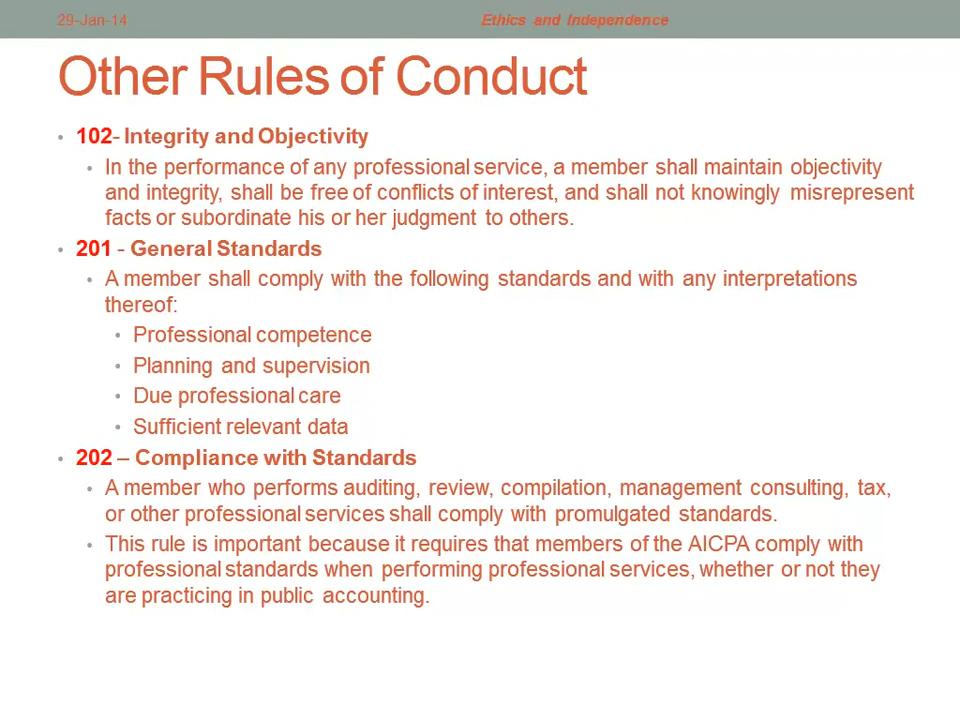 29-Jan-14
Ethics and Independence
Other Rules of Conduct
• 102- Integrity and Objectivity
• In the performance of any professional service, a member shall maintain objectivity
and integrity, shall be free of conflicts of interest, and shall not knowingly misrepresent
facts or subordinate his or her judgment to others.
• 201 - General Standards
• A member shall comply with the following standards and with any interpretations
thereof:
• Professional competence
• Planning and supervision
• Due professional care
• Sufficient relevant data
• 202 – Compliance with Standards
• A member who performs auditing, review, compilation, management consulting, tax,
or other professional services shall comply with promulgated standards.
• This rule is important because it requires that members of the AICPA comply with
professional standards when performing professional services, whether or not they
are practicing in public accounting.